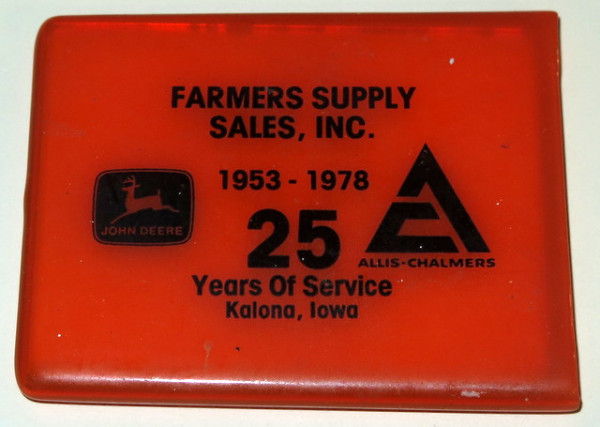 FARMERS SUPPLY
SALES, INC.
1953 - 1978
JOHN DEERE
25
ALLIS-CHALMERS
Years Of Service
Kalona, Iowa